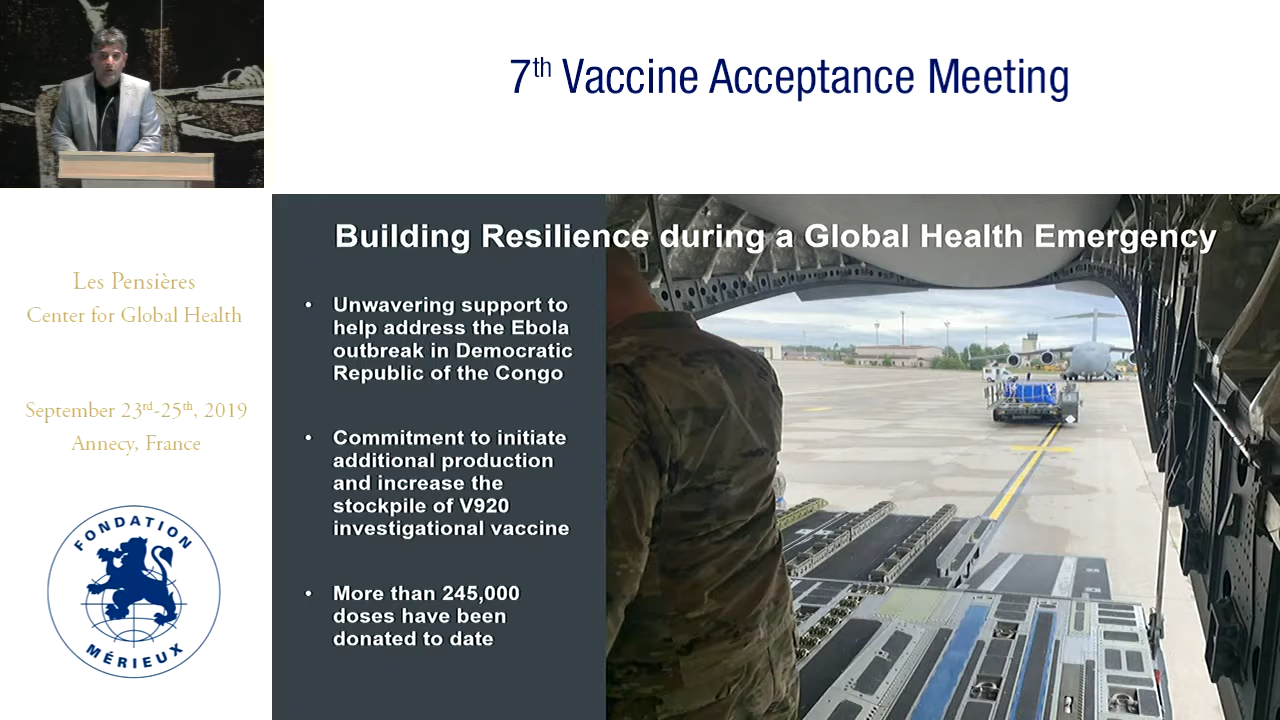 7th Vaccine Acceptance Meeting
Les Pensières
Center for Global Health
September 23rd-25th, 2019
Annecy, France
FONDATION
MÉRIEUX
Building Resilience during a Global Health Emergency
• Unwavering support to
help address the Ebola
outbreak in Democratic
Republic of the Congo
• Commitment to initiate
additional production
and increase the
stockpile of V920
investigational vaccine
• More than 245,000
doses have been
donated to date